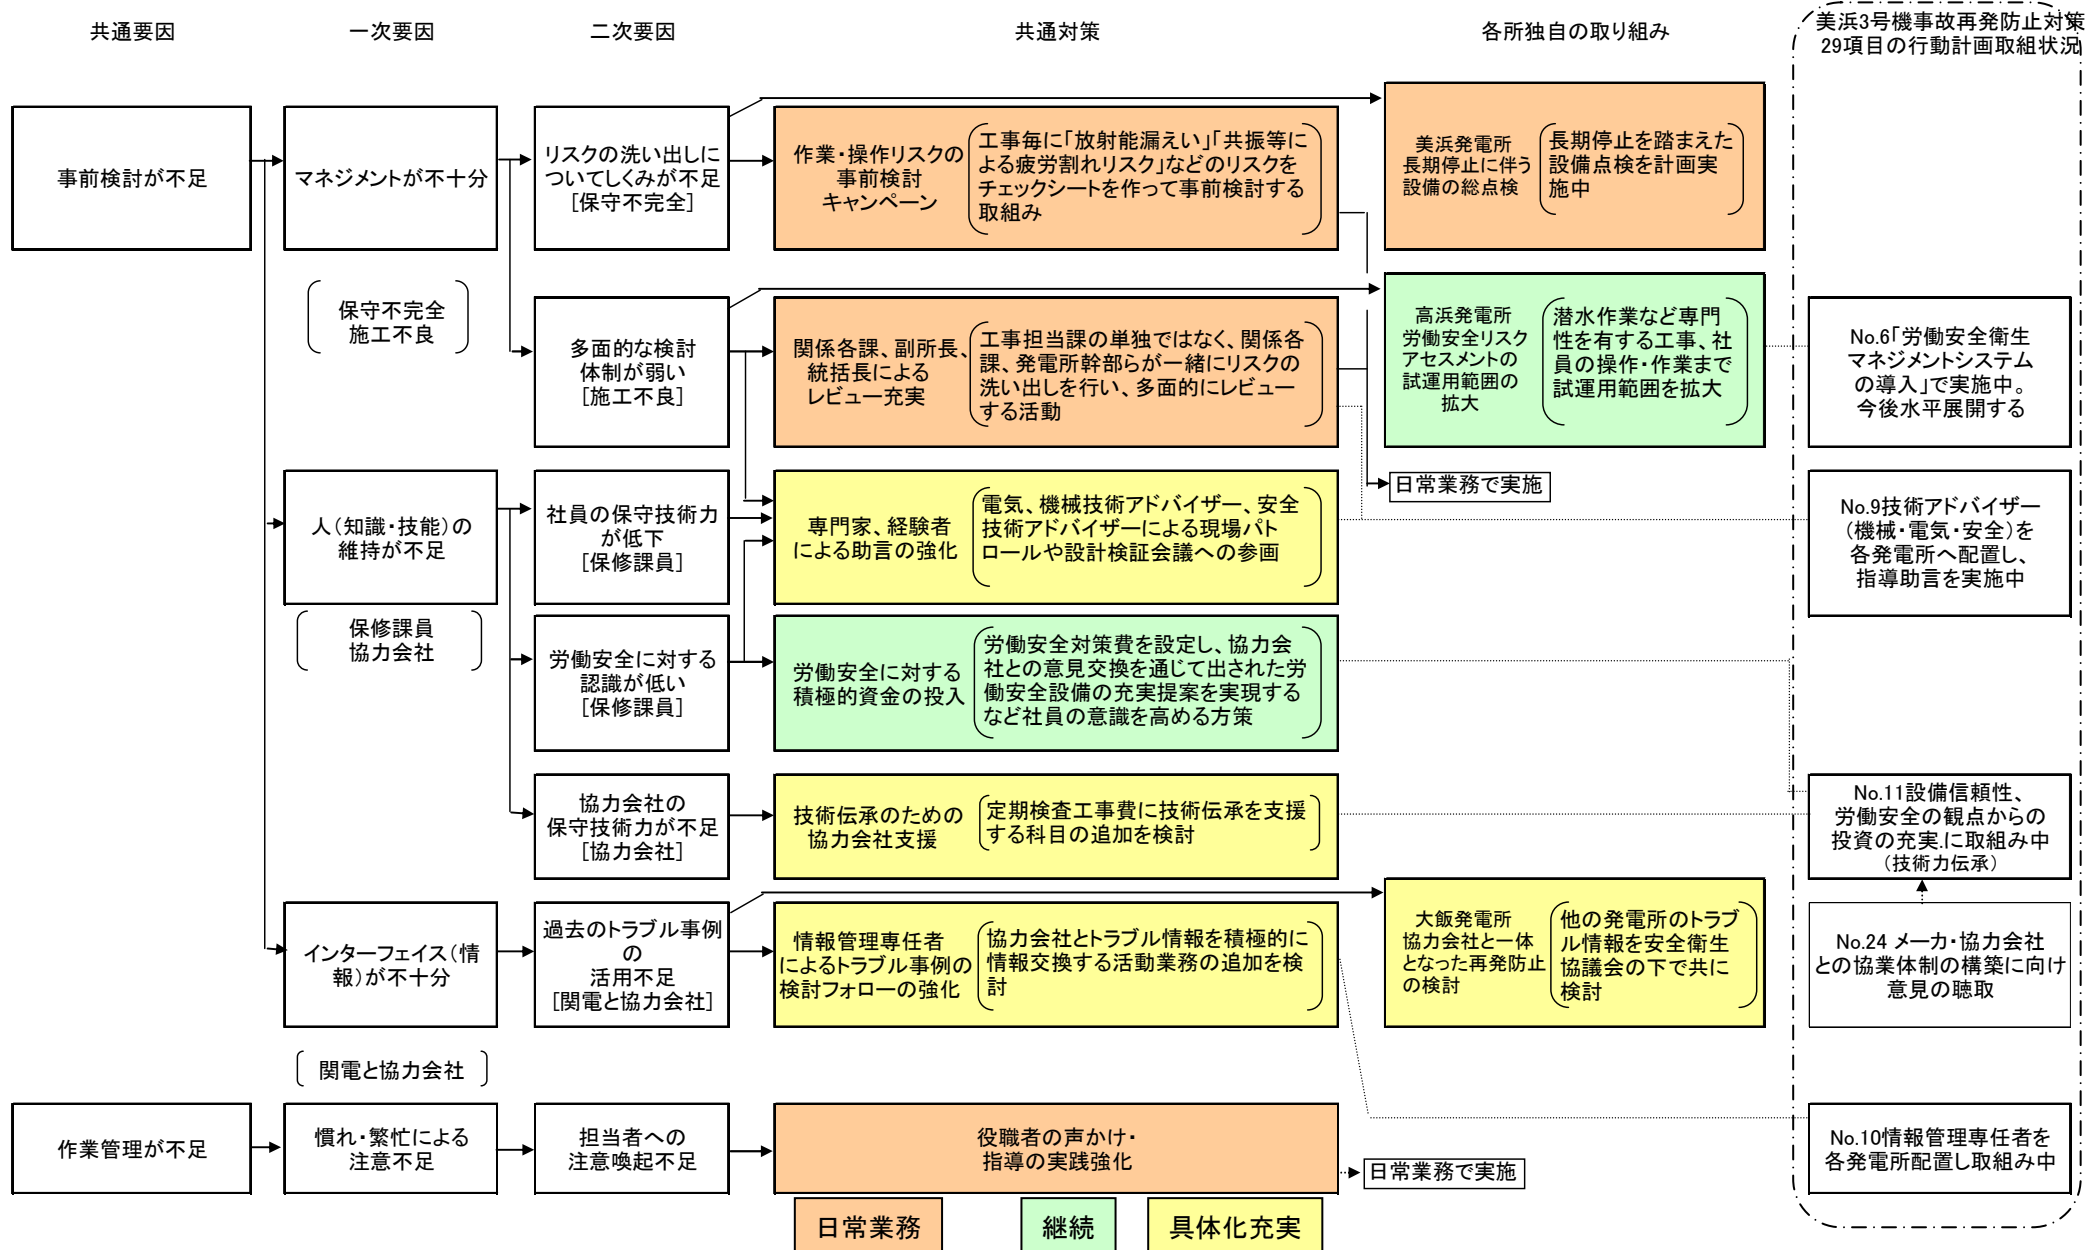 共通要因
一次要因
二次要因
共通対策
各所独自の取り組み
美浜3号機事故再発防止対策
29項目の行動計画取組状況
事前検討が不足
マネジメントが不十分
保守不完全
施工不良
リスクの洗い出しに
ついてしくみが不足
[保守不完全]
作業・操作リスクの
事前検討
キャンペーン
工事毎に「放射能漏えい」「共振等に
よる疲労割れリスク」などのリスクを
チェックシートを作って事前検討する
取組み
美浜発電所
長期停止に伴う
設備の総点検
長期停止を踏まえた
設備点検を計画実
施中
多面的な検討
体制が弱い
[施工不良]
関係各課、副所長、
統括長による
レビュー充実
工事担当課の単独ではなく、関係各
課、発電所幹部らが一緒にリスクの
洗い出しを行い、多面的にレビュー
する活動
高浜発電所
労働安全リスク
アセスメントの
試運用範囲の
拡大
潜水作業など専門
性を有する工事、社
員の操作・作業まで
試運用範囲を拡大
No.6「労働安全衛生
マネジメントシステム
の導入」で実施中。
今後水平展開する
日常業務で実施
人(知識・技能)の
維持が不足
保修課員
協力会社
社員の保守技術力
が低下
[保修課員]
専門家、経験者
による助言の強化
電気、機械技術アドバイザー、安全
技術アドバイザーによる現場パト
ロールや設計検証会議への参画
No.9技術アドバイザー
(機械・電気・安全)を
各発電所へ配置し、
指導助言を実施中
労働安全に対する
認識が低い
[保修課員]
労働安全に対する
積極的資金の投入
労働安全対策費を設定し、協力会
社との意見交換を通じて出された労
働安全設備の充実提案を実現する
など社員の意識を高める方策
協力会社の
保守技術力が不足
[協力会社]
技術伝承のための
協力会社支援
定期検査工事費に技術伝承を支援
する科目の追加を検討
No.11設備信頼性、
労働安全の観点からの
投資の充実.に取組み中
(技術力伝承)
インターフェイス(情
報)が不十分
関電と協力会社
過去のトラブル事例
の
活用不足
[関電と協力会社]
情報管理専任者
によるトラブル事例の
検討フォローの強化
協力会社とトラブル情報を積極的に
情報交換する活動業務の追加を検
討
大飯発電所
協力会社と一体
となった再発防止
の検討
他の発電所のトラブ
ル情報を安全衛生
協議会の下で共に
検討
No.24 メーカ・協力会社
との協業体制の構築に向け
意見の聴取
作業管理が不足
慣れ・繁忙による
注意不足
担当者への
注意喚起不足
役職者の声かけ・
指導の実践強化
日常業務で実施
No.10情報管理専任者を
各発電所配置し取組み中
日常業務
継続
具体化充実